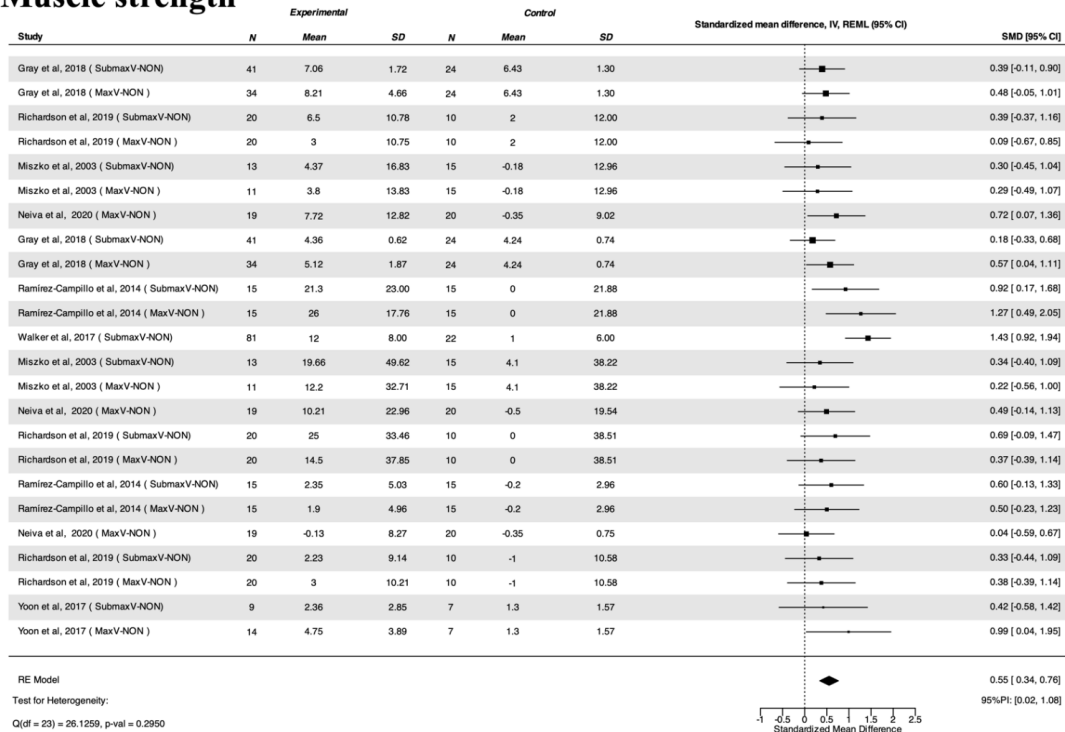 Muscle strength
Experimental Control
Standardized mean difference, IV, REML (95% CI)
Study N Mean SD N Mean SD SMD [95% CI]
Gray et al, 2018 ( SubmaxV-NON) 41 7.06 1.72 24 6.43 1.30 0.39 [-0.11, 0.90]
Gray et al, 2018 ( MaxV-NON ) 34 8.21 4.66 24 6.43 1.30 0.48 [-0.05, 1.01]
Richardson et al, 2019 ( SubmaxV-NON) 20 6.5 10.78 10 2 12.00 0.39 [-0.37, 1.16]
Richardson et al, 2019 ( MaxV-NON ) 20 3 10.75 10 2 12.00 0.09 [-0.67, 0.85]
Miszko et al, 2003 ( SubmaxV-NON) 13 4.37 16.83 15 -0.18 12.96 0.30 [-0.45, 1.04]
Miszko et al, 2003 ( MaxV-NON ) 11 3.8 13.83 15 -0.18 12.96 0.29 [-0.49, 1.07]
Neiva et al, 2020 ( MaxV-NON ) 19 7.72 12.82 20 -0.35 9.02 0.72 [ 0.07, 1.36]
Gray et al, 2018 ( SubmaxV-NON) 41 4.36 0.62 24 4.24 0.74 0.18 [-0.33, 0.68]
Gray et al, 2018 ( MaxV-NON ) 34 5.12 1.87 24 4.24 0.74 0.57 [ 0.04, 1.11]
Ramírez-Campillo et al, 2014 ( SubmaxV-NON) 15 21.3 23.00 15 0 21.88 0.92 [ 0.17, 1.68]
Ramírez-Campillo et al, 2014 ( MaxV-NON ) 15 26 17.76 15 0 21.88 1.27 [ 0.49, 2.05]
Walker et al, 2017 ( SubmaxV-NON) 81 12 8.00 22 1 6.00 1.43 [ 0.92, 1.94]
Miszko et al, 2003 ( SubmaxV-NON) 13 19.66 49.62 15 4.1 38.22 0.34 [-0.40, 1.09]
Miszko et al, 2003 ( MaxV-NON ) 11 12.2 32.71 15 4.1 38.22 0.22 [-0.56, 1.00]
Neiva et al, 2020 ( MaxV-NON ) 19 10.21 22.96 20 -0.5 19.54 0.49 [-0.14, 1.13]
Richardson et al, 2019 ( SubmaxV-NON) 20 25 33.46 10 0 38.51 0.69 [-0.09, 1.47]
Richardson et al, 2019 ( MaxV-NON ) 20 14.5 37.85 10 0 38.51 0.37 [-0.39, 1.14]
Ramírez-Campillo et al, 2014 ( SubmaxV-NON) 15 2.35 5.03 15 -0.2 2.96 0.60 [-0.13, 1.33]
Ramírez-Campillo et al, 2014 ( MaxV-NON ) 15 1.9 4.96 15 -0.2 2.96 0.50 [-0.23, 1.23]
Neiva et al, 2020 ( MaxV-NON ) 19 -0.13 8.27 20 -0.35 0.75 0.04 [-0.59, 0.67]
Richardson et al, 2019 ( SubmaxV-NON) 20 2.23 9.14 10 -1 10.58 0.33 [-0.44, 1.09]
Richardson et al, 2019 ( MaxV-NON ) 20 3 10.21 10 -1 10.58 0.38 [-0.39, 1.14]
Yoon et al, 2017 ( SubmaxV-NON) 9 2.36 2.85 7 1.3 1.57 0.42 [-0.58, 1.42]
Yoon et al, 2017 ( MaxV-NON ) 14 4.75 3.89 7 1.3 1.57 0.99 [ 0.04, 1.95]
RE Model 0.55 [ 0.34, 0.76]
Test for Heterogeneity: 95%PI: [0.02, 1.08]
Q(df = 23) = 26.1259, p-val = 0.2950
-1 -0.5 0 0.5 1 1.5 2 2.5
Standardized Mean Difference